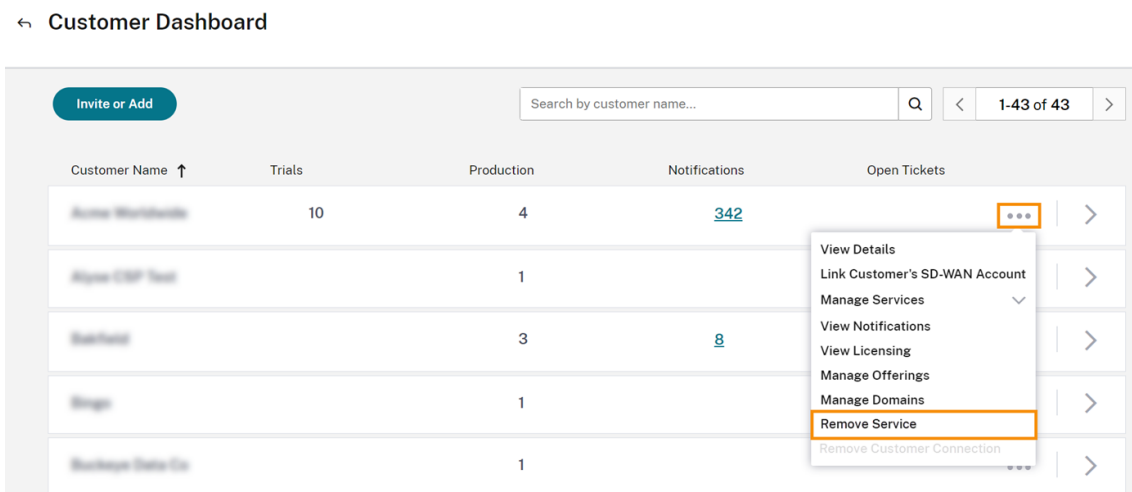 Customer Dashboard
Invite or Add
Search by customer name...
1-43 of 43
Customer Name Trials Production Notifications Open Tickets
10 4 342
View Details
Link Customer's SD-WAN Account
1
Manage Services
View Notifications
3 8
View Licensing
Manage Offerings
Manage Domains
1
Remove Service
Remove Customer Connection
1